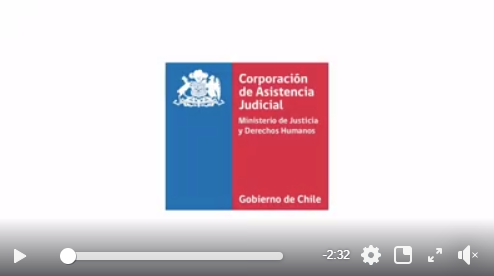 Corporación
de Asistencia
Judicial
Ministerio de Justicia
y Derechos Humanos
Gobierno de Chile
-2:32